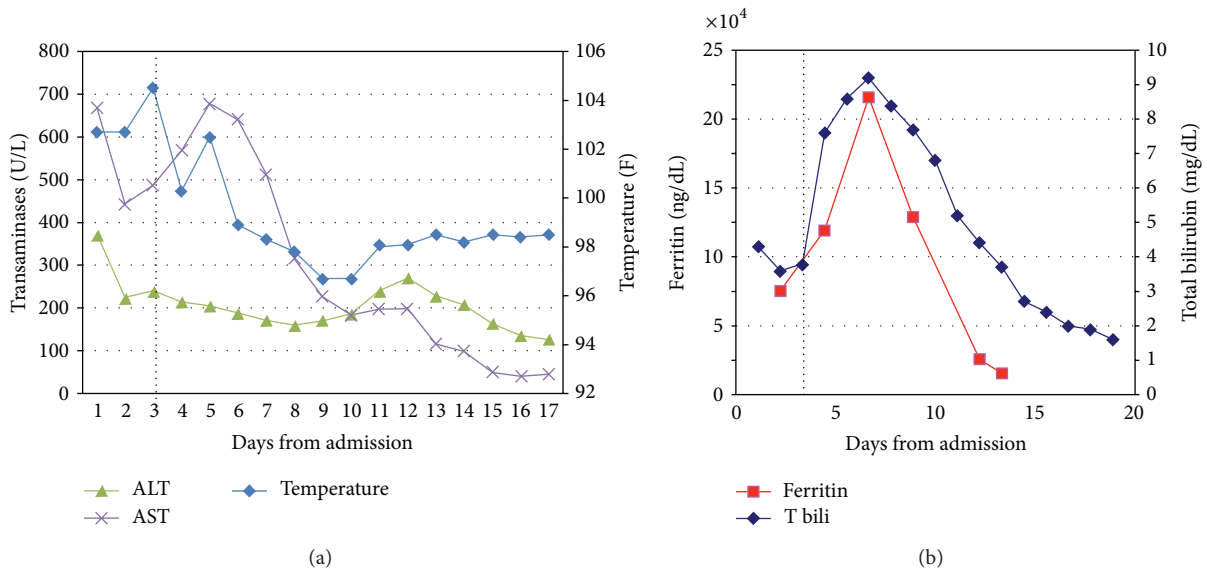 800
700
600
500
400
300
200
100
0
Transaminases (U/L)
106
104
102
100
98
96
94
92
Temperature (F)
1 2 3 4 5 6 7 8 9 10 11 12 13 14 15 16 17
Days from admission
ALT
Temperature
AST
(a)
×10⁴
25
20
15
10
5
0
Ferritin (ng/dL)
10
9
8
7
6
5
4
3
2
1
0
Total bilirubin (mg/dL)
0 5 10 15 20
Days from admission
Ferritin
T bili
(b)